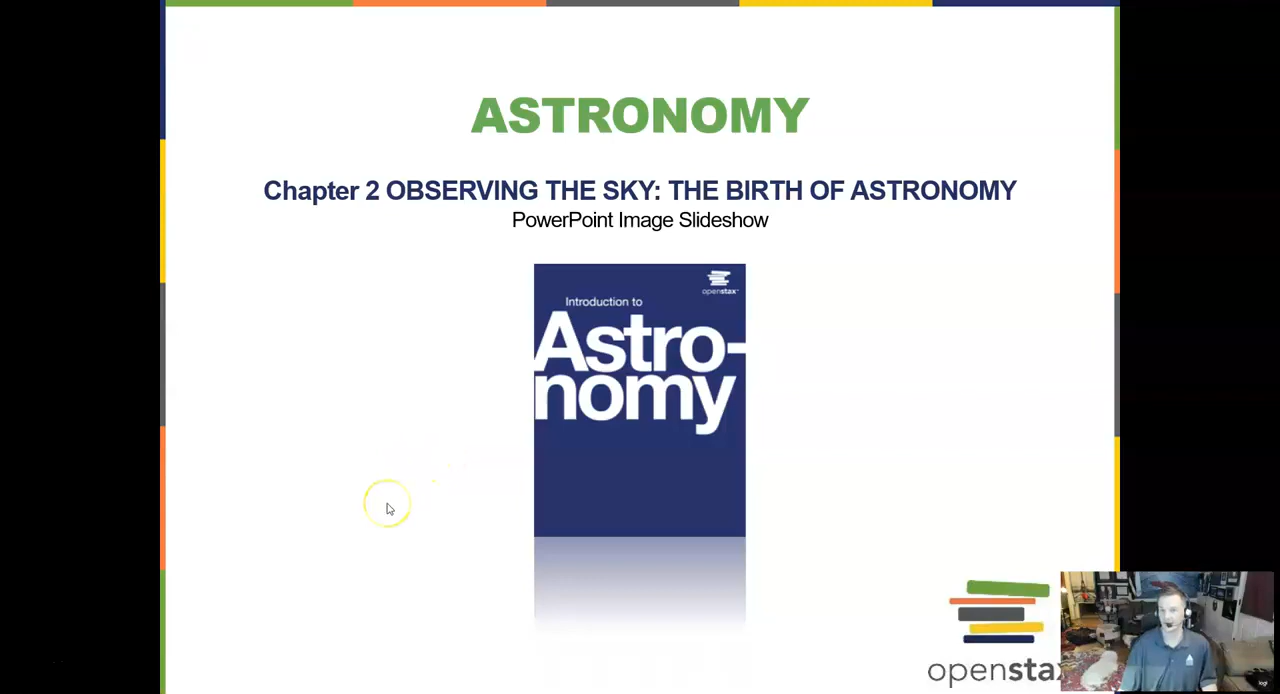 ASTRONOMY
Chapter 2 OBSERVING THE SKY: THE BIRTH OF ASTRONOMY
PowerPoint Image Slideshow
openstax
Introduction to
Astro-
nomy
openstax
logi